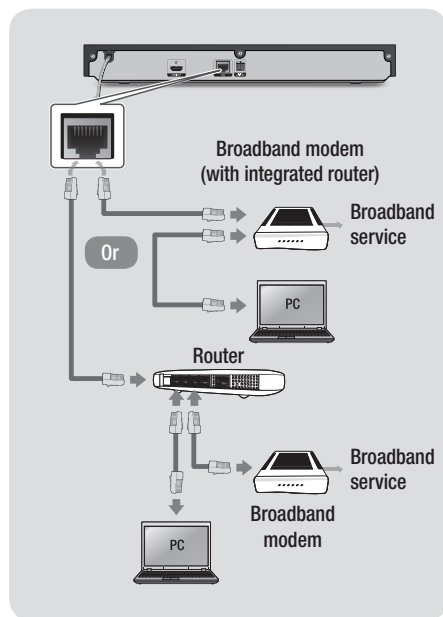 Broadband modem
(with integrated router)
Broadband
service
Or
PC
Router
Broadband
service
Broadband
modem
PC